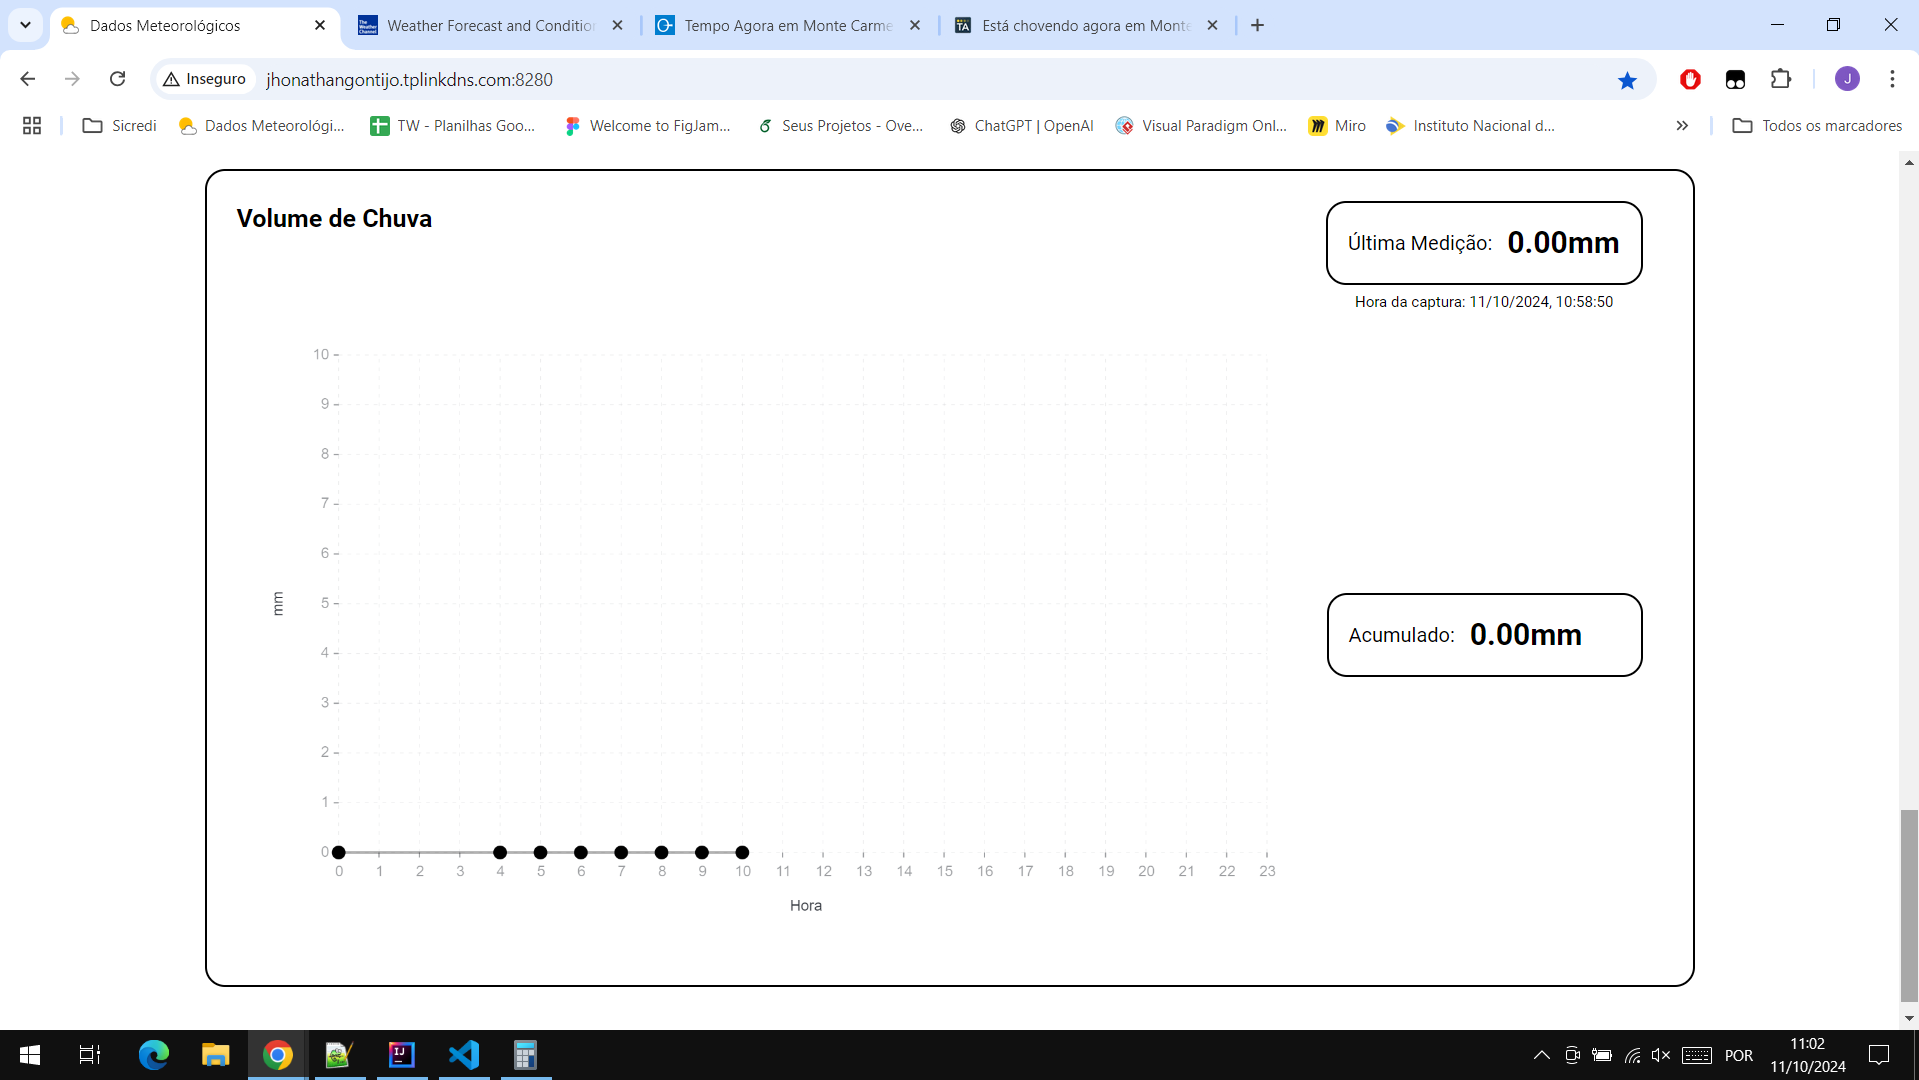 Dados Meteorológicos
Weather Forecast and Condition
Tempo Agora em Monte Carme
Está chovendo agora em Monte
Inseguro
jhonathangontijo.tplinkdns.com:8280
J
Sicredi
Dados Meteorológi...
TW - Planilhas Goo...
Welcome to FigJam...
Seus Projetos - Ove...
ChatGPT | OpenAI
Visual Paradigm Onl...
Miro
Instituto Nacional d...
Todos os marcadores
Volume de Chuva
Última Medição: 0.00mm
Hora da captura: 11/10/2024, 10:58:50
10
9
8
7
6
5
4
3
2
1
0
mm
0 1 2 3 4 5 6 7 8 9 10 11 12 13 14 15 16 17 18 19 20 21 22 23
Hora
Acumulado: 0.00mm
POR
11:02
11/10/2024